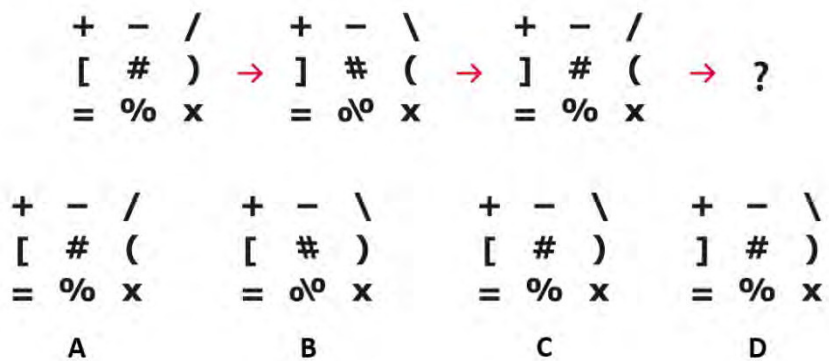 + − / + − \ + − /
[ # ) → ] # ( → ] # ( → ?
= % x = o\o x = % x
+ − / + − \ + − \ + − \
[ # ( [ # ) [ # ) ] # )
= % x = o\o x = % x = % x
A B C D